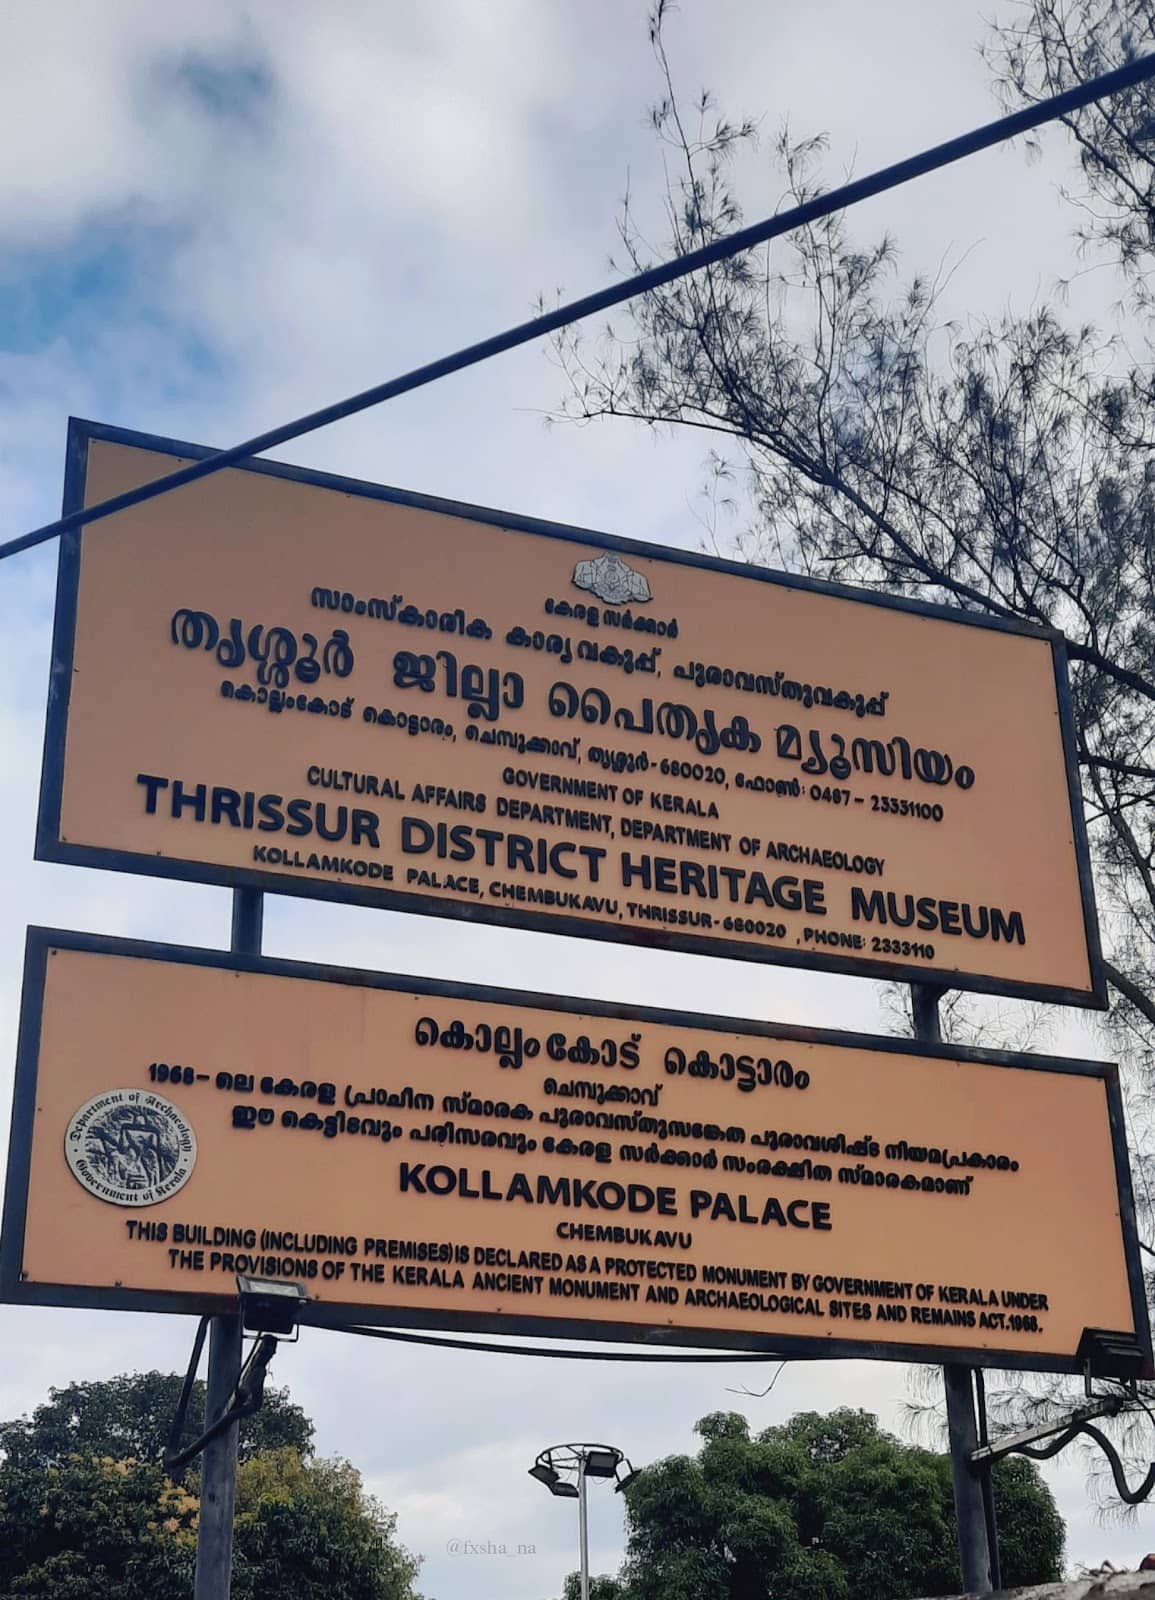 കേരള സർക്കാർ
സാംസ്കാരിക കാര്യ വകുപ്പ്, പുരാവസ്തുവകുപ്പ്
തൃശ്ശൂർ ജില്ലാ പൈതൃക മ്യൂസിയം
കൊല്ലംകോട് കൊട്ടാരം, ചെമ്പുക്കാവ്, തൃശ്ശൂർ - 680020, ഫോൺ: 0487 - 23331100
GOVERNMENT OF KERALA
CULTURAL AFFAIRS DEPARTMENT, DEPARTMENT OF ARCHAEOLOGY
THRISSUR DISTRICT HERITAGE MUSEUM
KOLLAMKODE PALACE, CHEMBUKAVU, THRISSUR - 680020 , PHONE: 2333110
കൊല്ലംകോട് കൊട്ടാരം
ചെമ്പുക്കാവ്
1968 - ലെ കേരള പ്രാചീന സ്മാരക പുരാവസ്തുസങ്കേത പുരാവശിഷ്ട നിയമപ്രകാരം
ഈ കെട്ടിടവും പരിസരവും കേരള സർക്കാർ സംരക്ഷിത സ്മാരകമാണ്
Department of Archaeology
Government of Kerala
KOLLAMKODE PALACE
CHEMBUKAVU
THIS BUILDING (INCLUDING PREMISES) IS DECLARED AS A PROTECTED MONUMENT BY GOVERNMENT OF KERALA UNDER
THE PROVISIONS OF THE KERALA ANCIENT MONUMENT AND ARCHAEOLOGICAL SITES AND REMAINS ACT.1968.
@fxsha_na